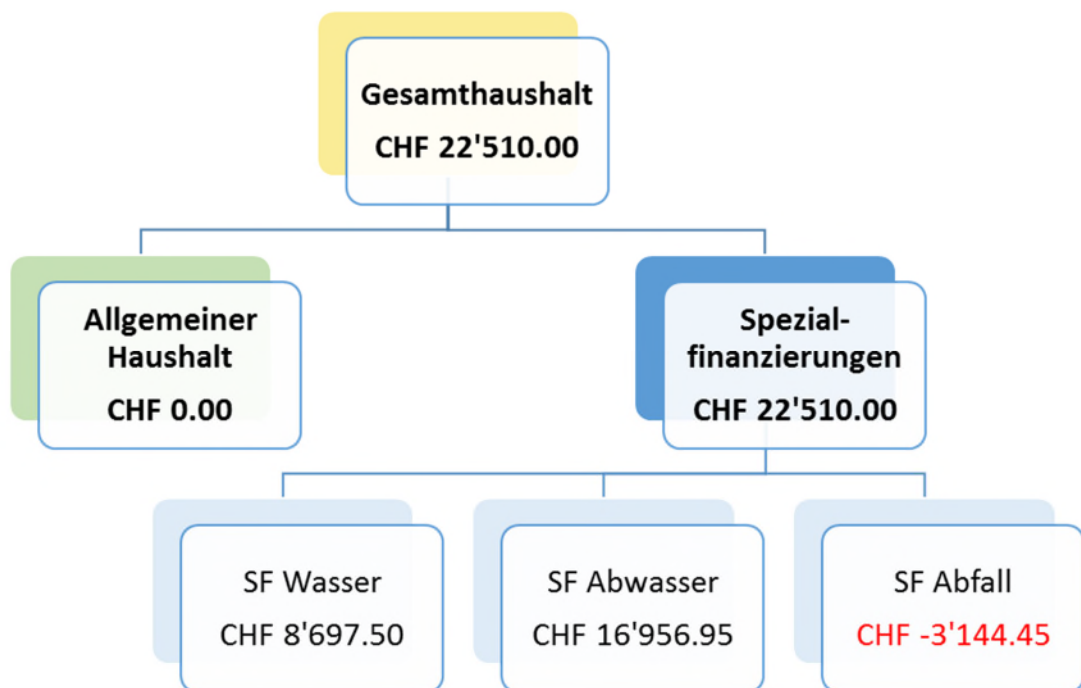 Gesamthaushalt
CHF 22'510.00
Allgemeiner
Haushalt
CHF 0.00
Spezial-
finanzierungen
CHF 22'510.00
SF Wasser
CHF 8'697.50
SF Abwasser
CHF 16'956.95
SF Abfall
CHF -3'144.45